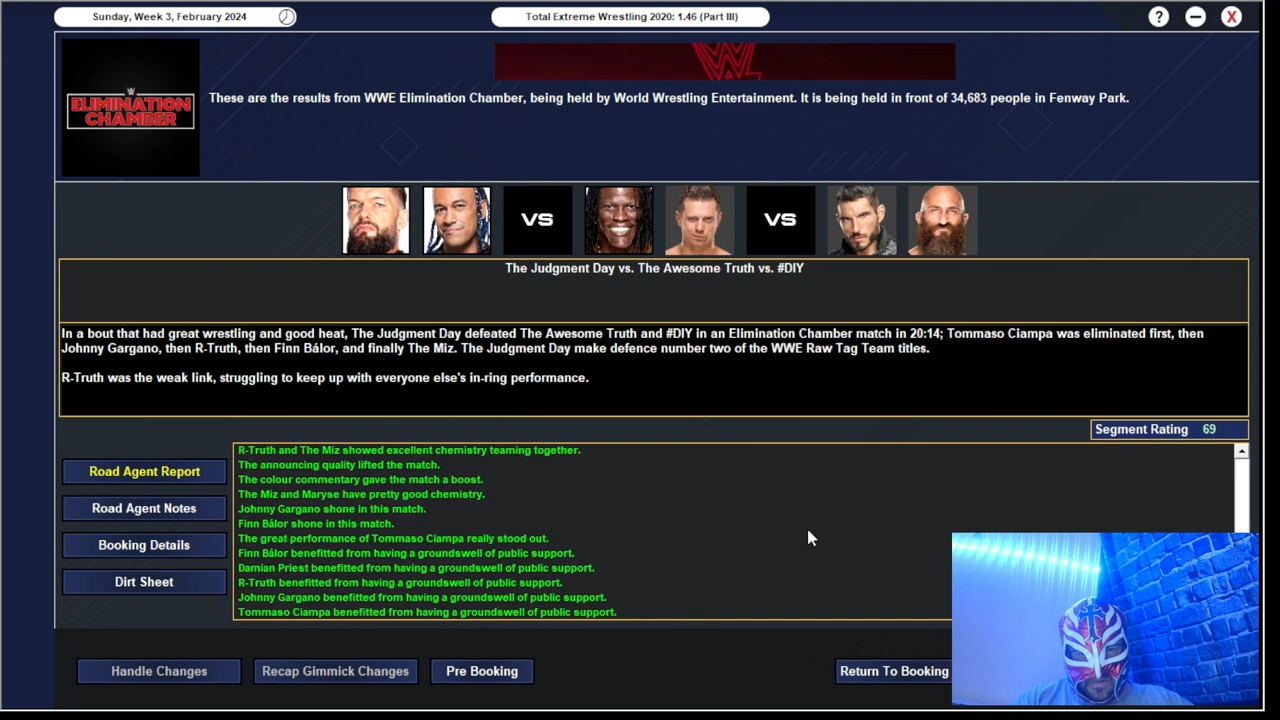 Sunday, Week 3, February 2024
Total Extreme Wrestling 2020: 1.46 (Part III)
?
X
W
ELIMINATION
CHAMBER
These are the results from WWE Elimination Chamber, being held by World Wrestling Entertainment. It is being held in front of 34,683 people in Fenway Park.
VS
VS
The Judgment Day vs. The Awesome Truth vs. #DIY
In a bout that had great wrestling and good heat, The Judgment Day defeated The Awesome Truth and #DIY in an Elimination Chamber match in 20:14; Tommaso Ciampa was eliminated first, then
Johnny Gargano, then R-Truth, then Finn Bálor, and finally The Miz. The Judgment Day make defence number two of the WWE Raw Tag Team titles.
R-Truth was the weak link, struggling to keep up with everyone else's in-ring performance.
Segment Rating 69
Road Agent Report
Road Agent Notes
Booking Details
Dirt Sheet
R-Truth and The Miz showed excellent chemistry teaming together.
The announcing quality lifted the match.
The colour commentary gave the match a boost.
The Miz and Maryse have pretty good chemistry.
Johnny Gargano shone in this match.
Finn Bálor shone in this match.
The great performance of Tommaso Ciampa really stood out.
Finn Bálor benefitted from having a groundswell of public support.
Damian Priest benefitted from having a groundswell of public support.
R-Truth benefitted from having a groundswell of public support.
Johnny Gargano benefitted from having a groundswell of public support.
Tommaso Ciampa benefitted from having a groundswell of public support.
Handle Changes
Recap Gimmick Changes
Pre Booking
Return To Booking